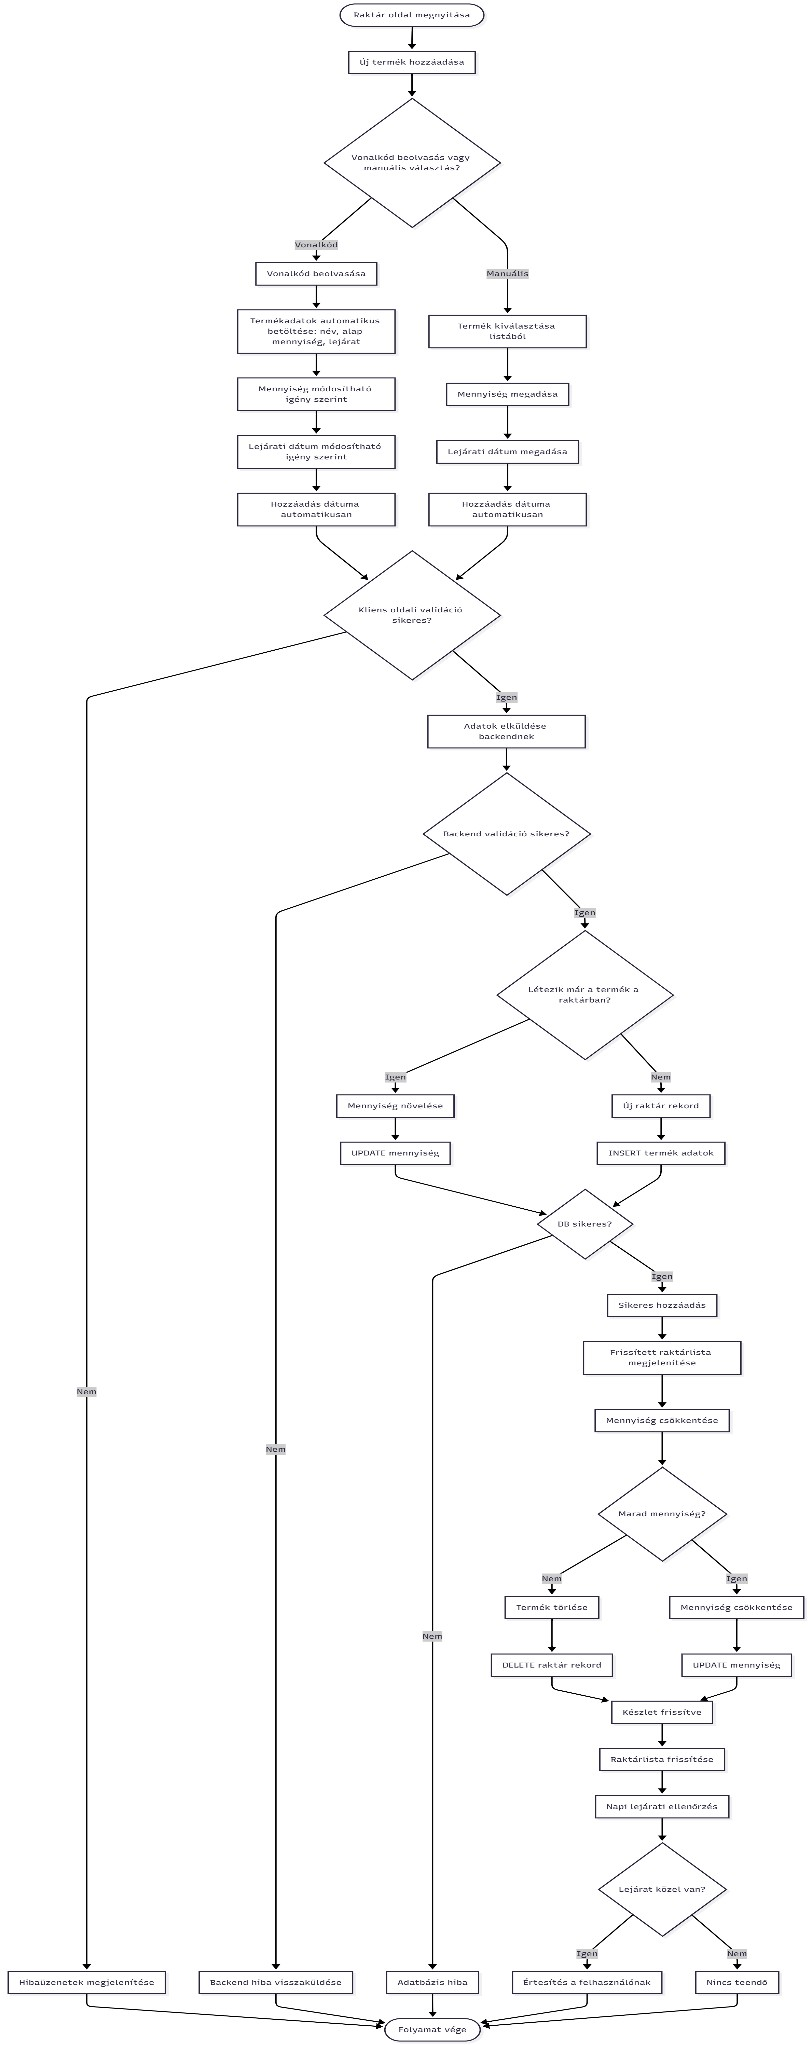 Raktár oldal megnyitása
Új termék hozzáadása
Vonalkód beolvasás vagy
manuális választás?
Vonalkód
Manuális
Vonalkód beolvasása
Termékadatok automatikus
betöltése: név, alap
mennyiség, lejárat
Termék kiválasztása
listából
Mennyiség módosítható
igény szerint
Mennyiség megadása
Lejárati dátum módosítható
igény szerint
Lejárati dátum megadása
Hozzáadás dátuma
automatikusan
Hozzáadás dátuma
automatikusan
Kliens oldali validáció
sikeres?
Igen
Adatok elküldése
backendnek
Backend validáció sikeres?
Igen
Létezik már a termék a
raktárban?
Igen
Nem
Mennyiség növelése
Új raktár rekord
UPDATE mennyiség
INSERT termék adatok
DB sikeres?
Igen
Sikeres hozzáadás
Frissített raktárlista
megjelenítése
Nem
Mennyiség csökkentése
Nem
Marad mennyiség?
Nem
Igen
Termék törlése
Mennyiség csökkentése
Nem
DELETE raktár rekord
UPDATE mennyiség
Készlet frissítve
Raktárlista frissítése
Napi lejárati ellenőrzés
Lejárat közel van?
Igen
Nem
Hibaüzenetek megjelenítése
Backend hiba visszaküldése
Adatbázis hiba
Értesítés a felhasználónak
Nincs teendő
Folyamat vége